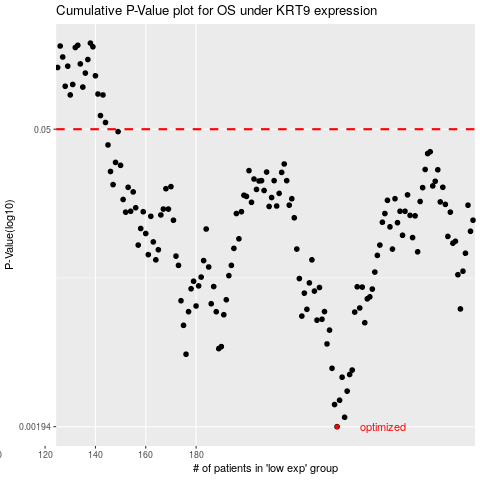 Cumulative P-Value plot for OS under KRT9 expression
P-Value(log10)
0.05
0.00194
optimized
0 120 140 160 180
# of patients in 'low exp' group